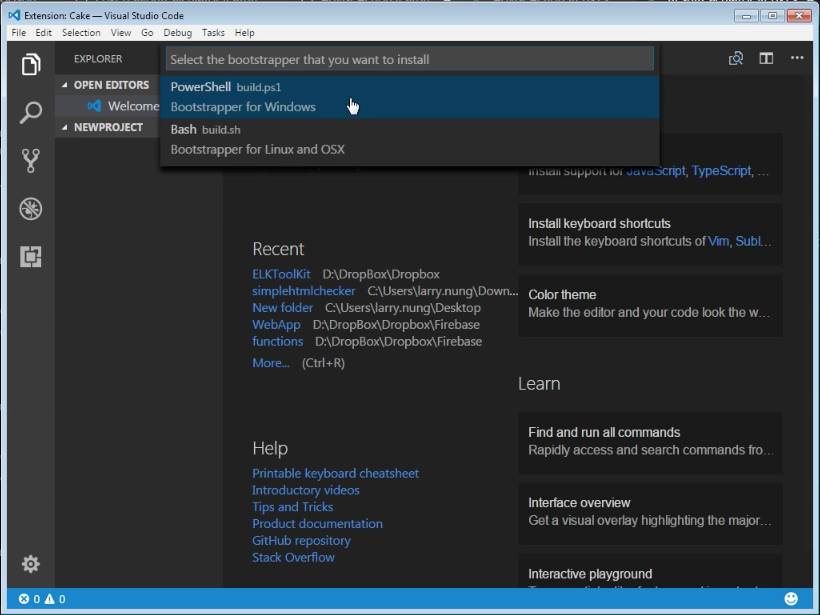 Extension: Cake — Visual Studio Code
File Edit Selection View Go Debug Tasks Help
EXPLORER
OPEN EDITORS
Welcome
NEWPROJECT
Select the bootstrapper that you want to install
PowerShell build.ps1
Bootstrapper for Windows
Bash build.sh
Bootstrapper for Linux and OSX
Recent
ELKToolKit D:\DropBox\Dropbox
simplehtmlchecker C:\Users\larry.nung\Down...
New folder C:\Users\larry.nung\Desktop
WebApp D:\DropBox\Dropbox\Firebase
functions D:\DropBox\Dropbox\Firebase
More... (Ctrl+R)
Help
Printable keyboard cheatsheet
Introductory videos
Tips and Tricks
Product documentation
GitHub repository
Stack Overflow
Install support for JavaScript, TypeScript, ...
Install keyboard shortcuts
Install the keyboard shortcuts of Vim, Subl...
Color theme
Make the editor and your code look the w...
Learn
Find and run all commands
Rapidly access and search commands fro...
Interface overview
Get a visual overlay highlighting the major...
Interactive playground
0 0